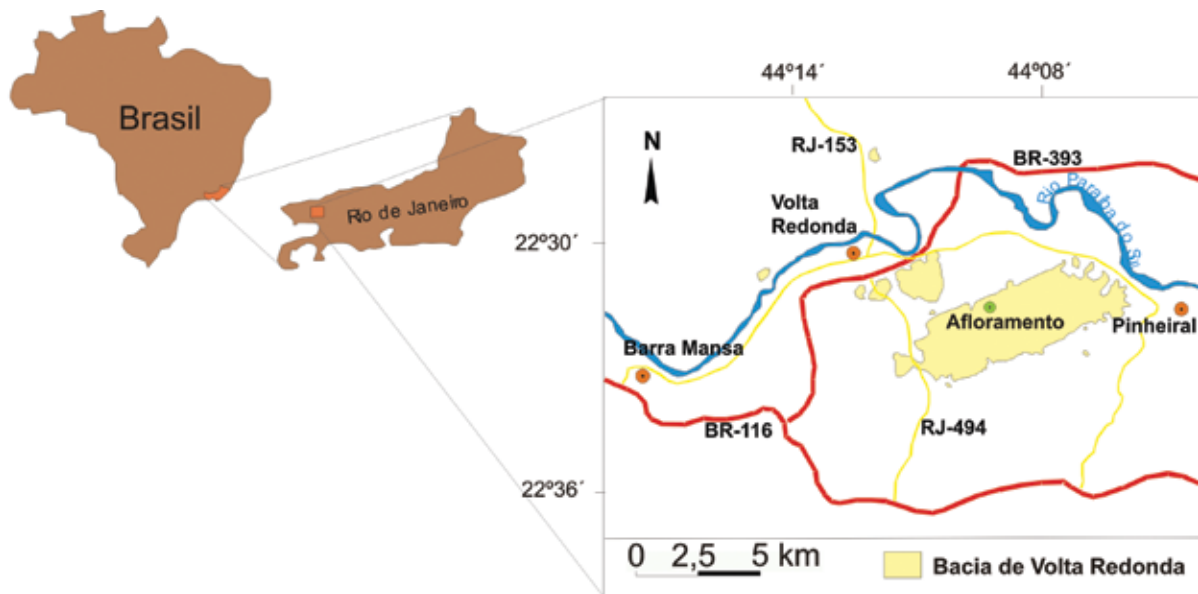 Brasil
Rio de Janeiro
44º14´
44º08´
N
RJ-153
BR-393
Rio Paraíba do Sˡ
Volta
Redonda
22º30´
Afloramento
Pinheiral
Barra Mansa
BR-116
RJ-494
22º36´
0 2,5 5 km
Bacia de Volta Redonda